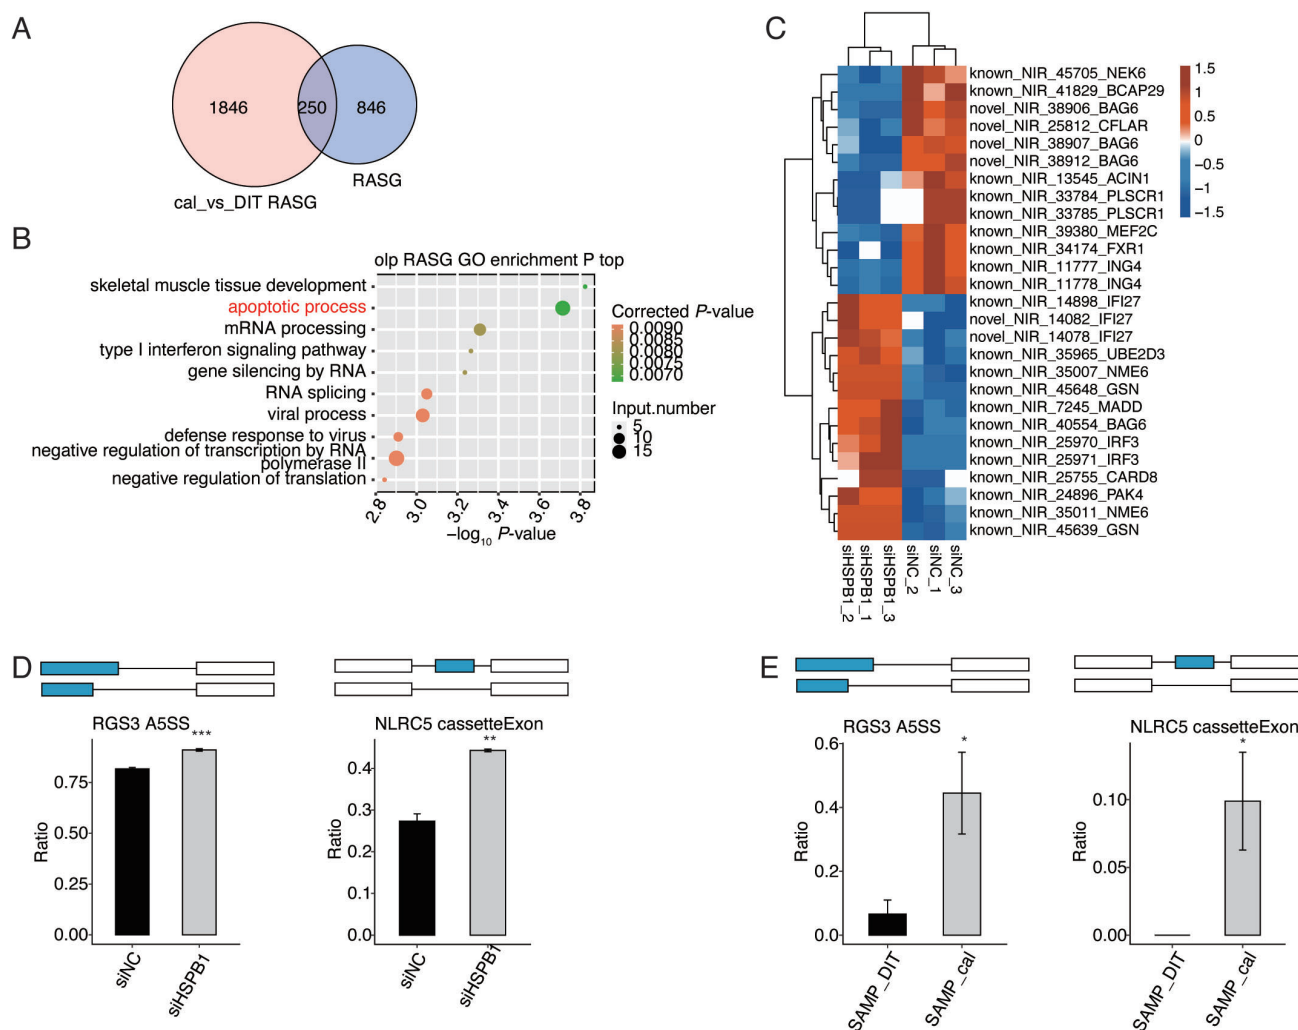 A
1846
250
846
cal_vs_DIT RASG
RASG
B
olp RASG GO enrichment P top
skeletal muscle tissue development
apoptotic process
mRNA processing
type I interferon signaling pathway
gene silencing by RNA
RNA splicing
viral process
defense response to virus
negative regulation of transcription by RNA
polymerase II
negative regulation of translation
2.8
3.0
3.2
3.4
3.6
3.8
−log10 P-value
Corrected P-value
0.0090
0.0085
0.0080
0.0075
0.0070
Input.number
5
10
15
C
known_NIR_45705_NEK6
known_NIR_41829_BCAP29
novel_NIR_38906_BAG6
novel_NIR_25812_CFLAR
novel_NIR_38907_BAG6
novel_NIR_38912_BAG6
known_NIR_13545_ACIN1
known_NIR_33784_PLSCR1
known_NIR_33785_PLSCR1
known_NIR_39380_MEF2C
known_NIR_34174_FXR1
known_NIR_11777_ING4
known_NIR_11778_ING4
known_NIR_14898_IFI27
novel_NIR_14082_IFI27
novel_NIR_14078_IFI27
known_NIR_35965_UBE2D3
known_NIR_35007_NME6
known_NIR_45648_GSN
known_NIR_7245_MADD
known_NIR_40554_BAG6
known_NIR_25970_IRF3
known_NIR_25971_IRF3
known_NIR_25755_CARD8
known_NIR_24896_PAK4
known_NIR_35011_NME6
known_NIR_45639_GSN
siHSPB1_2
siHSPB1_1
siHSPB1_3
siNC_2
siNC_1
siNC_3
1.5
1
0.5
0
−0.5
−1
−1.5
D
RGS3 A5SS
***
Ratio
0.75
0.50
0.25
0.00
siNC
siHSPB1
NLRC5 cassetteExon
**
Ratio
0.4
0.3
0.2
0.1
0.0
siNC
siHSPB1
E
RGS3 A5SS
*
Ratio
0.6
0.4
0.2
0.0
SAMP_DIT
SAMP_cal
NLRC5 cassetteExon
*
Ratio
0.10
0.05
0.00
SAMP_DIT
SAMP_cal